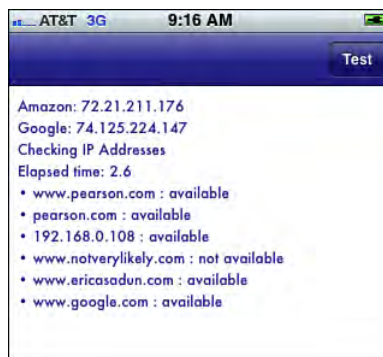 AT&T 3G 9:16 AM
Test
Amazon: 72.21.211.176
Google: 74.125.224.147
Checking IP Addresses
Elapsed time: 2.6
• www.pearson.com : available
• pearson.com : available
• 192.168.0.108 : available
• www.notverylikely.com : not available
• www.ericasadun.com : available
• www.google.com : available